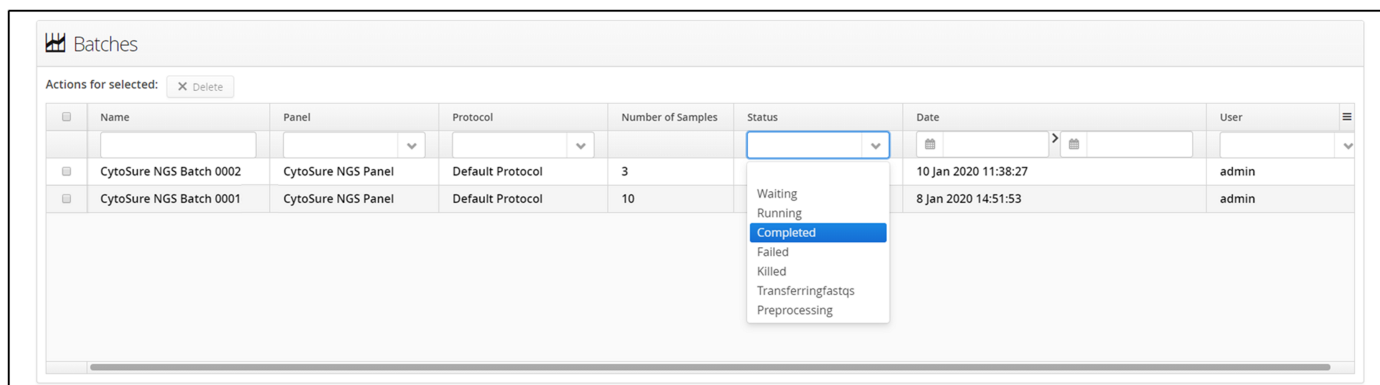 Batches
Actions for selected: Delete
Name Panel Protocol Number of Samples Status Date User
CytoSure NGS Batch 0002 CytoSure NGS Panel Default Protocol 3 10 Jan 2020 11:38:27 admin
CytoSure NGS Batch 0001 CytoSure NGS Panel Default Protocol 10 8 Jan 2020 14:51:53 admin
Waiting
Running
Completed
Failed
Killed
Transferringfastqs
Preprocessing